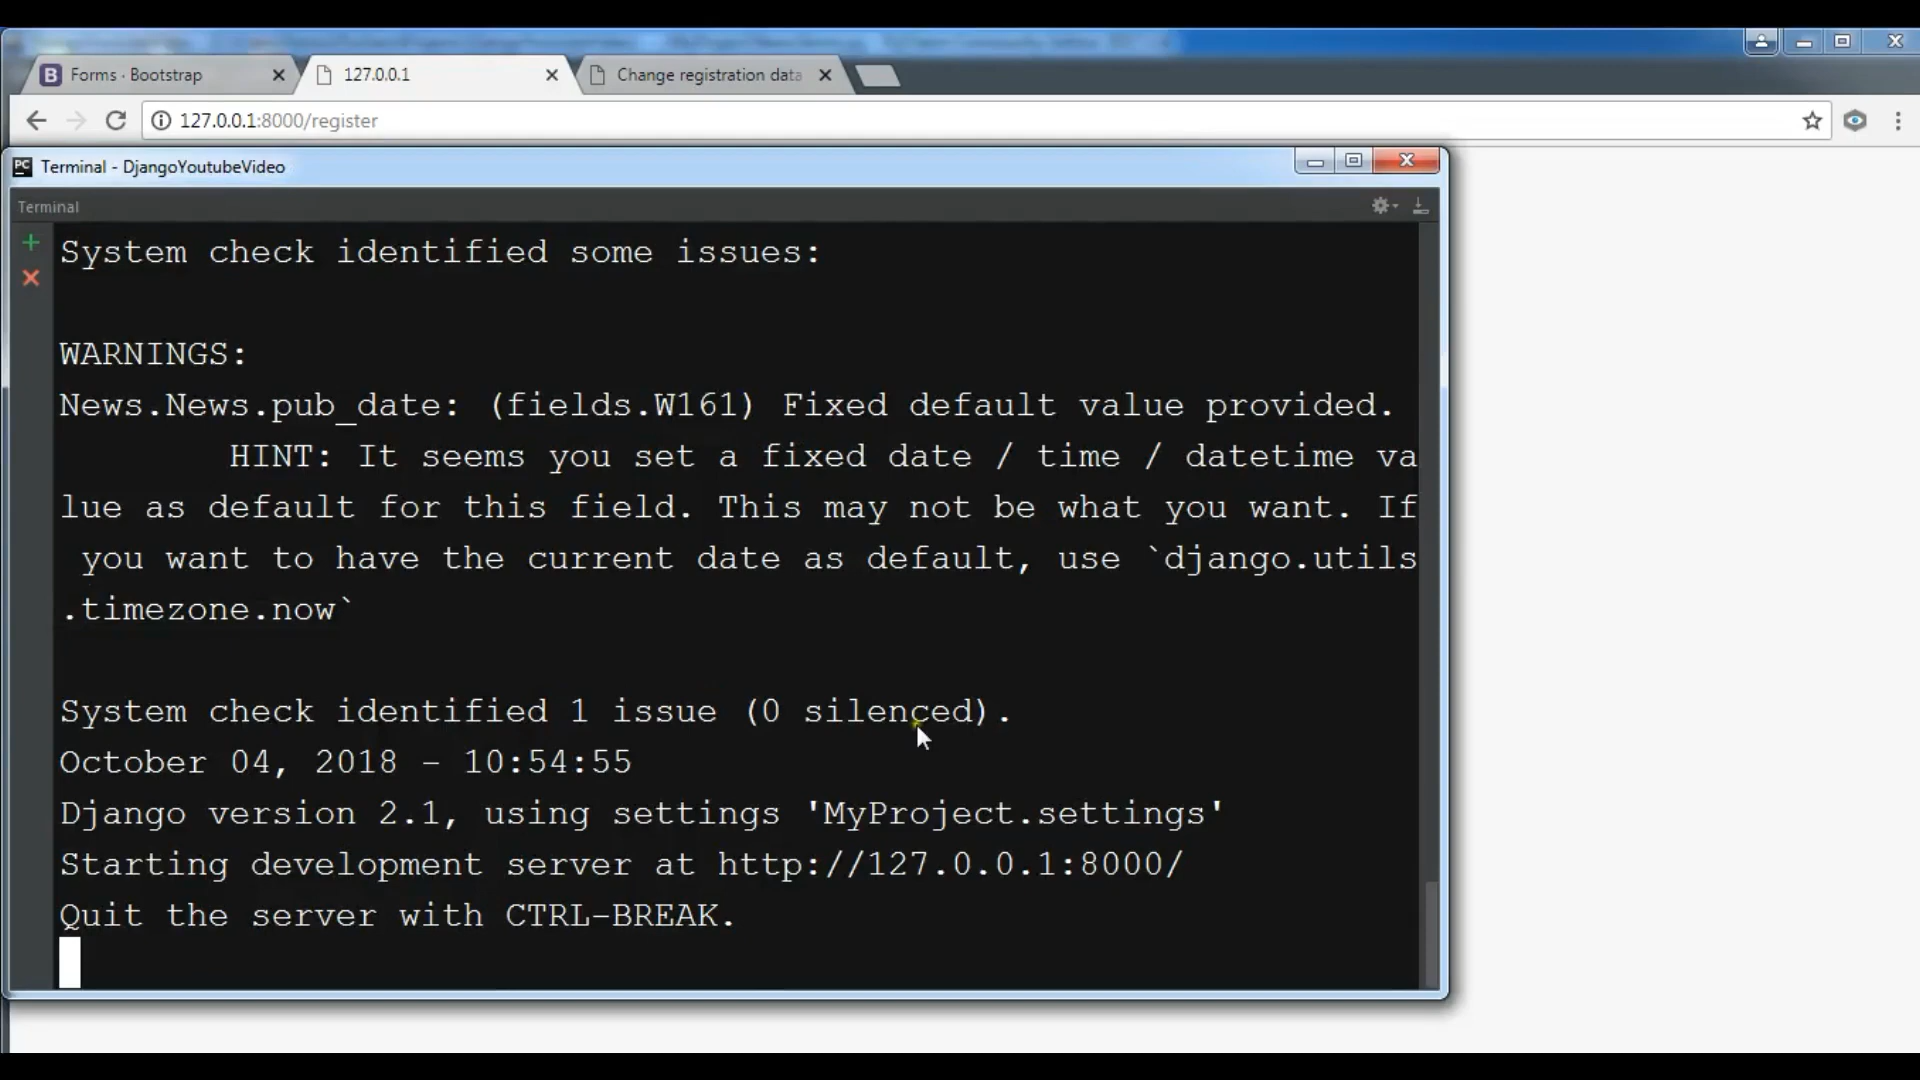 Forms · Bootstrap
127.0.0.1
Change registration data
127.0.0.1:8000/register
PC Terminal - DjangoYoutubeVideo
Terminal
System check identified some issues:
WARNINGS:
News.News.pub_date: (fields.W161) Fixed default value provided.
HINT: It seems you set a fixed date / time / datetime va
lue as default for this field. This may not be what you want. If
you want to have the current date as default, use `django.utils
.timezone.now`
System check identified 1 issue (0 silenced).
October 04, 2018 - 10:54:55
Django version 2.1, using settings 'MyProject.settings'
Starting development server at http://127.0.0.1:8000/
Quit the server with CTRL-BREAK.